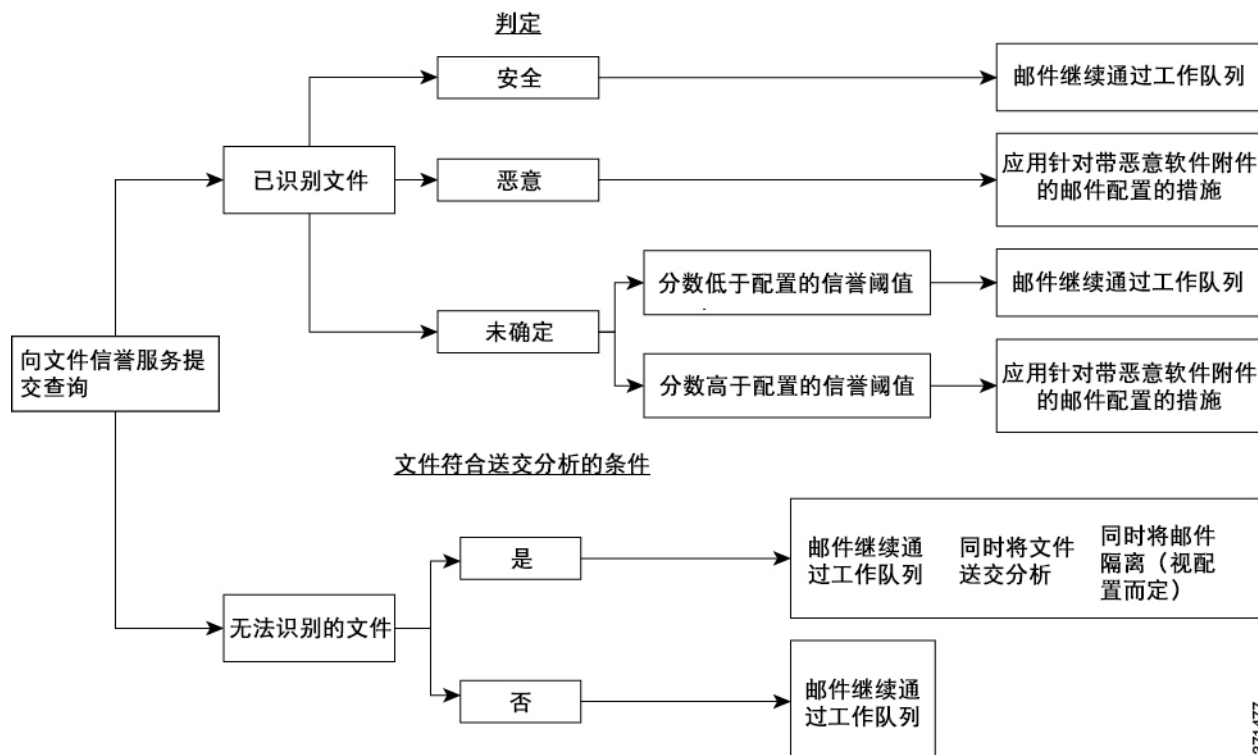 判定
安全
邮件继续通过工作队列
已识别文件
恶意
应用针对带恶意软件附件
的邮件配置的措施
分数低于配置的信誉阈值
邮件继续通过工作队列
未确定
向文件信誉服务提
交查询
分数高于配置的信誉阈值
应用针对带恶意软件附件
的邮件配置的措施
文件符合送交分析的条件
是
邮件继续通
过工作队列
同时将文件
送交分析
同时将邮件
隔离（视配
置而定）
无法识别的文件
否
邮件继续通
过工作队列